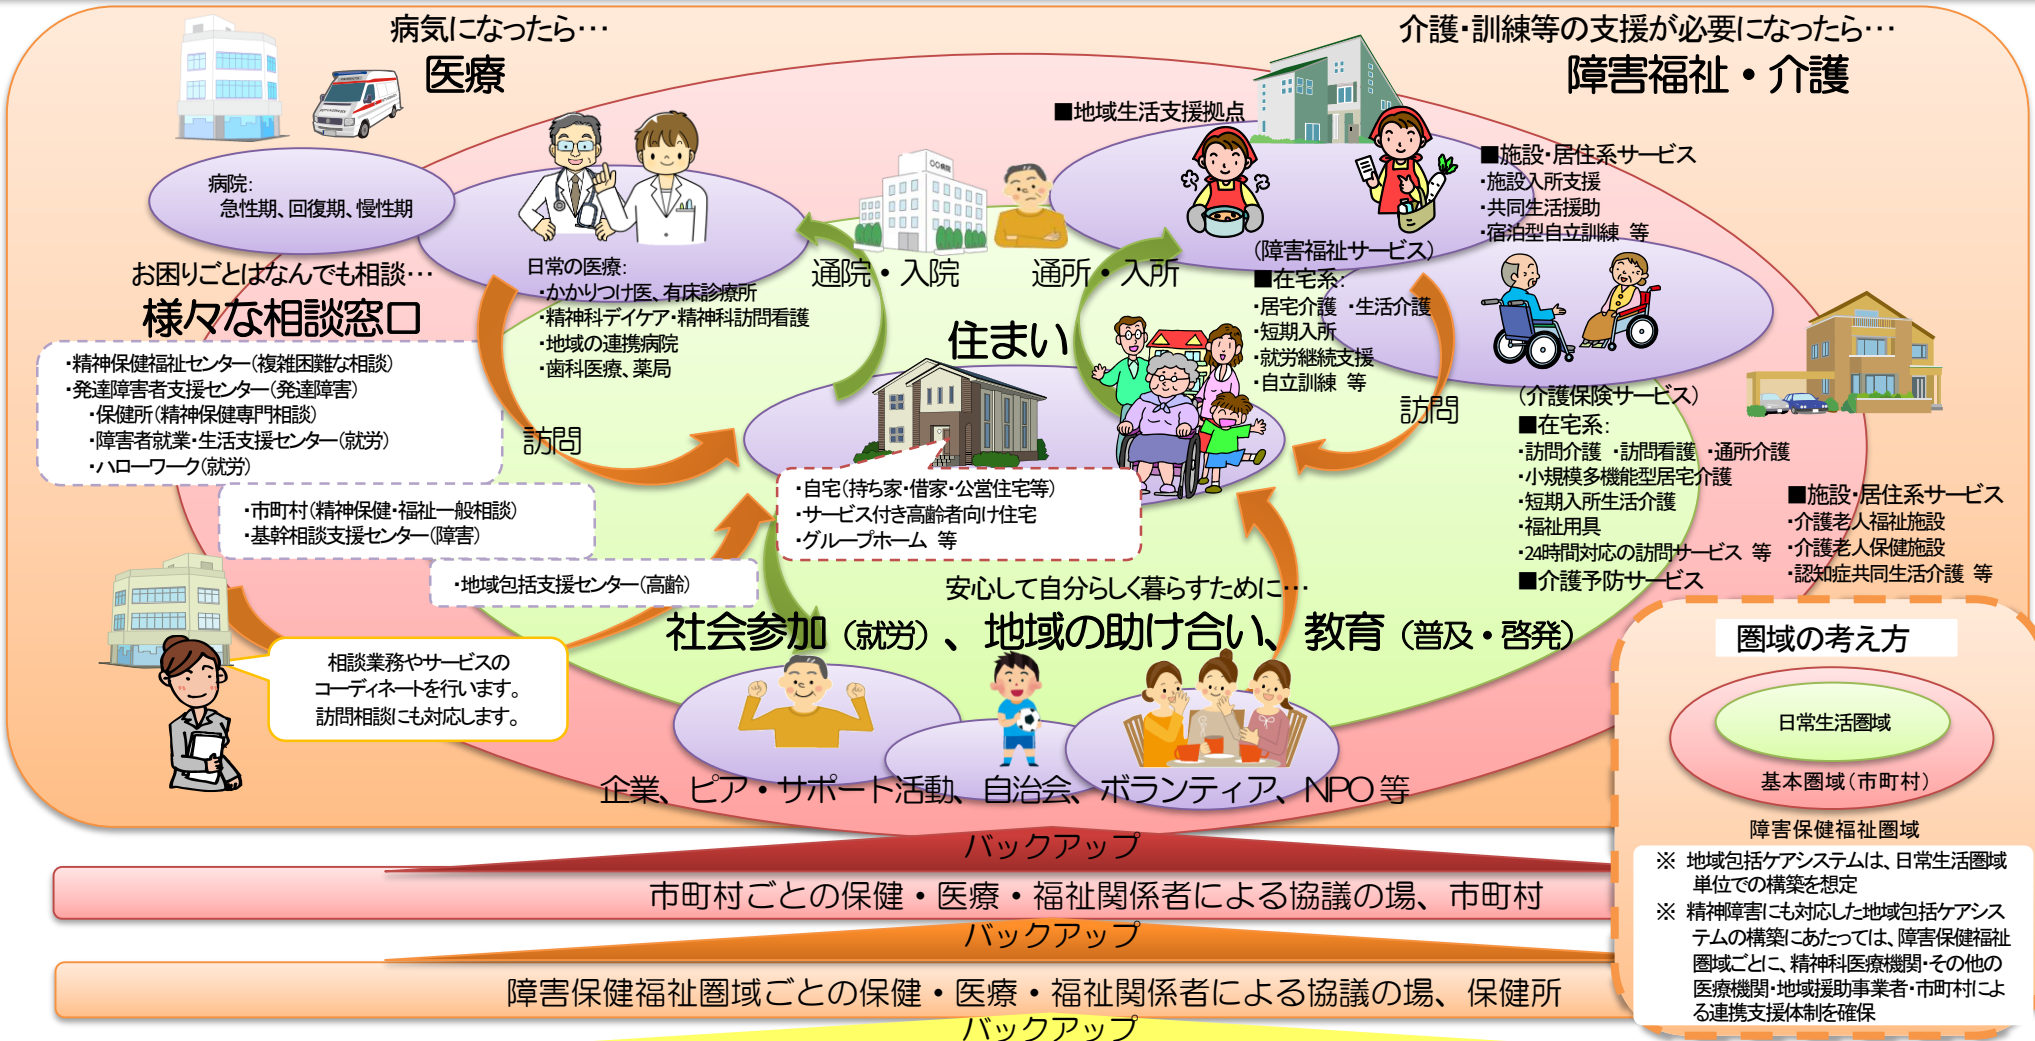 病気になったら…
医療
介護・訓練等の支援が必要になったら…
障害福祉・介護
病院:
急性期、回復期、慢性期
日常の医療:
・かかりつけ医、有床診療所
・精神科デイケア・精神科訪問看護
・地域の連携病院
・歯科医療、薬局
〇〇病院
通院・入院
通所・入所
■地域生活支援拠点
■施設・居住系サービス
・施設入所支援
・共同生活援助
・宿泊型自立訓練 等
(障害福祉サービス)
■在宅系:
・居宅介護 ・生活介護
・短期入所
・就労継続支援
・自立訓練 等
訪問
(介護保険サービス)
■在宅系:
・訪問介護 ・訪問看護 ・通所介護
・小規模多機能型居宅介護
・短期入所生活介護
・福祉用具
・24時間対応の訪問サービス 等
■介護予防サービス
■施設・居住系サービス
・介護老人福祉施設
・介護老人保健施設
・認知症共同生活介護 等
お困りごとはなんでも相談…
様々な相談窓口
・精神保健福祉センター(複雑困難な相談)
・発達障害者支援センター(発達障害)
・保健所(精神保健専門相談)
・障害者就業・生活支援センター(就労)
・ハローワーク(就労)
・市町村(精神保健・福祉一般相談)
・基幹相談支援センター(障害)
・地域包括支援センター(高齢)
訪問
住まい
・自宅(持ち家・借家・公営住宅等)
・サービス付き高齢者向け住宅
・グループホーム 等
相談業務やサービスの
コーディネートを行います。
訪問相談にも対応します。
安心して自分らしく暮らすために…
社会参加(就労)、地域の助け合い、教育(普及・啓発)
企業、ピア・サポート活動、自治会、ボランティア、NPO等
バックアップ
市町村ごとの保健・医療・福祉関係者による協議の場、市町村
バックアップ
障害保健福祉圏域ごとの保健・医療・福祉関係者による協議の場、保健所
バックアップ
圏域の考え方
日常生活圏域
基本圏域(市町村)
障害保健福祉圏域
※ 地域包括ケアシステムは、日常生活圏域
単位での構築を想定
※ 精神障害にも対応した地域包括ケアシス
テムの構築にあたっては、障害保健福祉
圏域ごとに、精神科医療機関・その他の
医療機関・地域援助事業者・市町村によ
る連携支援体制を確保